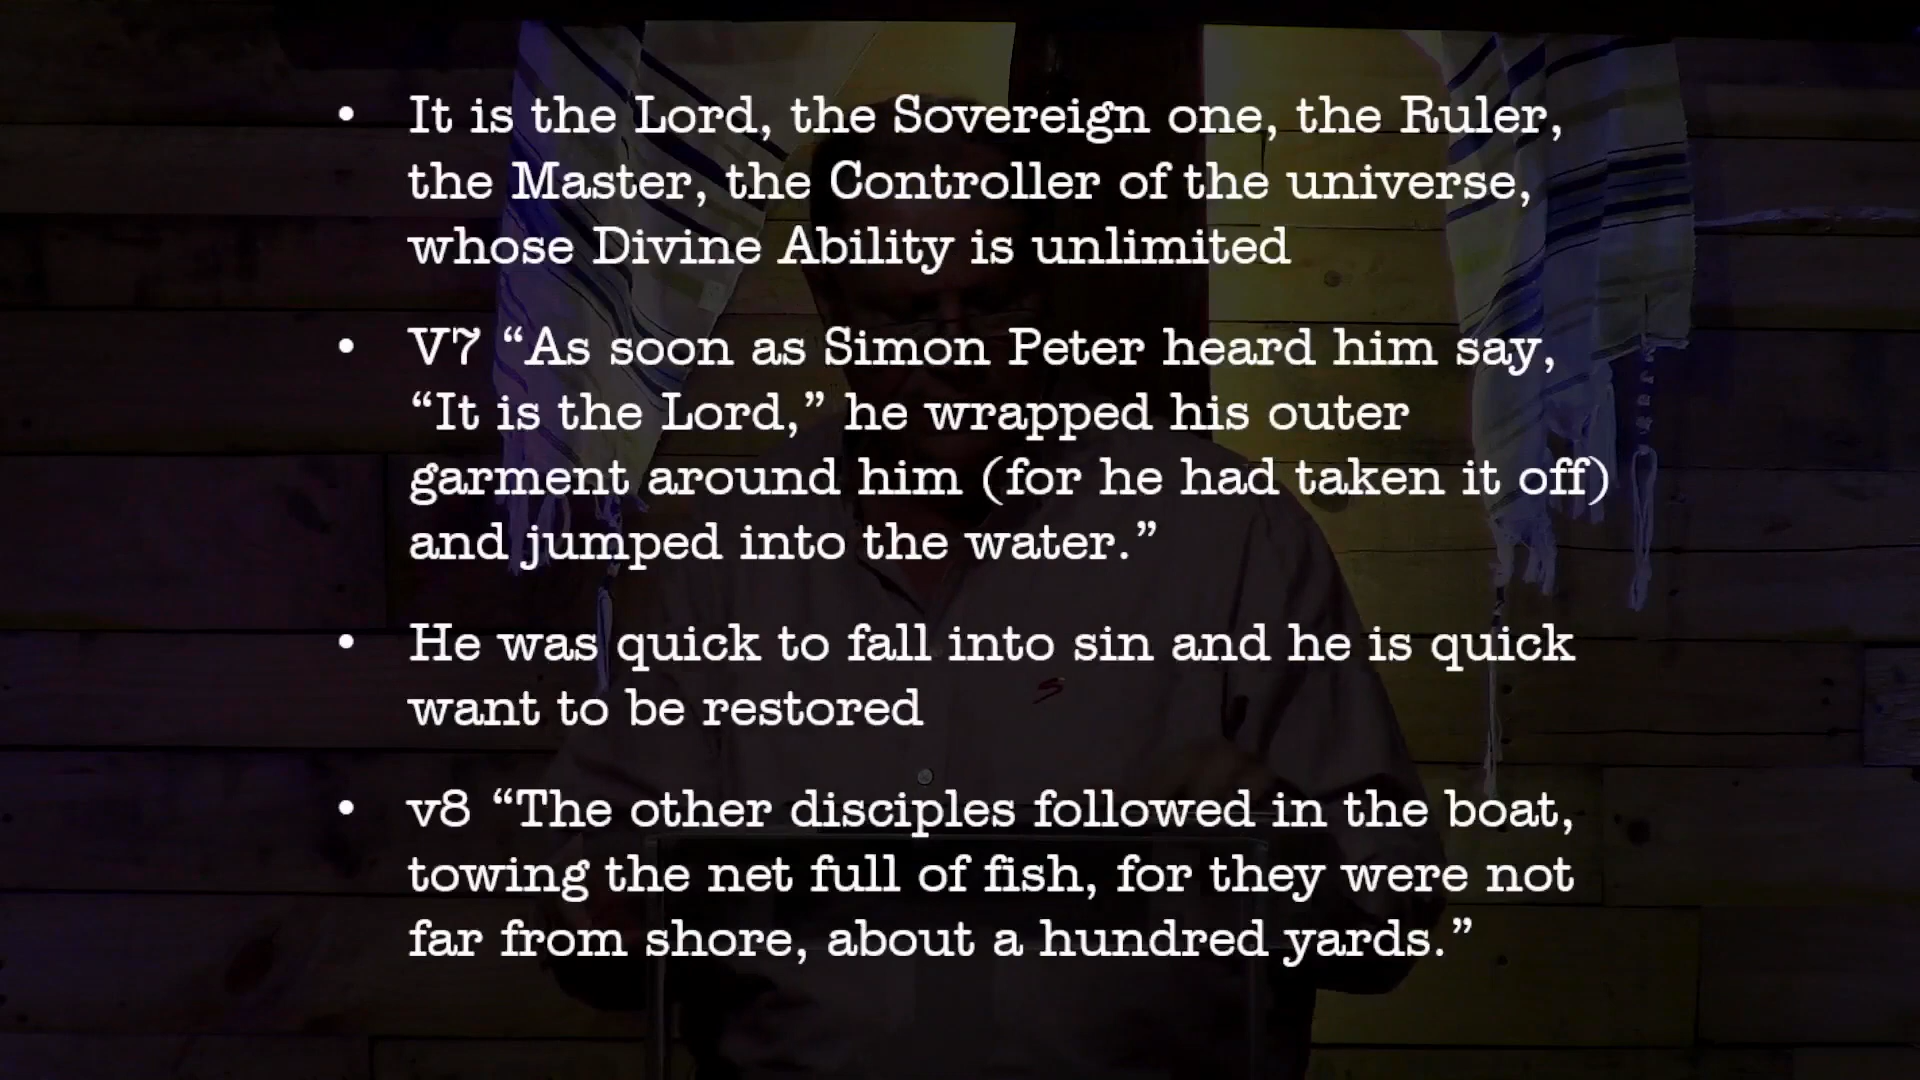 • It is the Lord, the Sovereign one, the Ruler,
the Master, the Controller of the universe,
whose Divine Ability is unlimited
• V7 “As soon as Simon Peter heard him say,
“It is the Lord,” he wrapped his outer
garment around him (for he had taken it off)
and jumped into the water.”
• He was quick to fall into sin and he is quick
want to be restored
• v8 “The other disciples followed in the boat,
towing the net full of fish, for they were not
far from shore, about a hundred yards.”